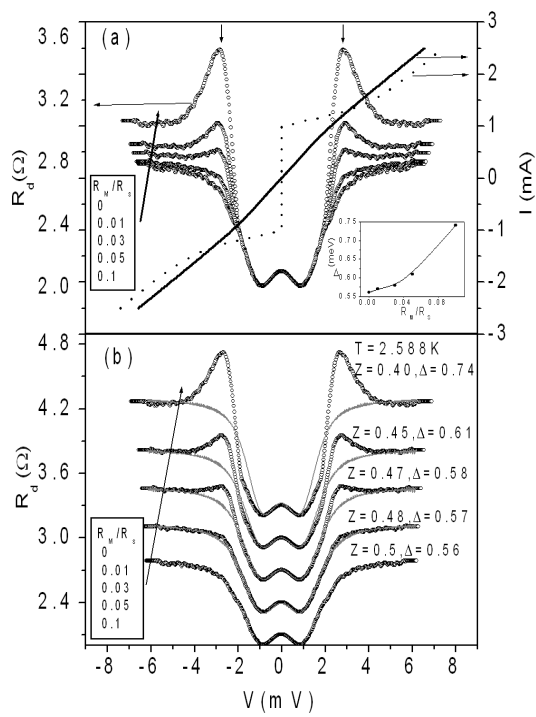 (a)
3.6
3.2
2.8
2.4
2.0
R_d(Ω)
3
2
1
0
-1
-2
-3
I (mA)
R_M/R_S
0
0.01
0.03
0.05
0.1
0.75
0.70
0.65
0.60
0.55
Δ (meV)
0.00
0.04
0.08
R_M/R_S
(b)
4.8
4.2
3.6
3.0
2.4
R_d (Ω)
T=2.588K
Z=0.40,Δ=0.74
Z=0.45,Δ=0.61
Z=0.47,Δ=0.58
Z=0.48,Δ=0.57
Z=0.5,Δ=0.56
R_M/R_S
0
0.01
0.03
0.05
0.1
-8 -6 -4 -2 0 2 4 6 8
V(mV)